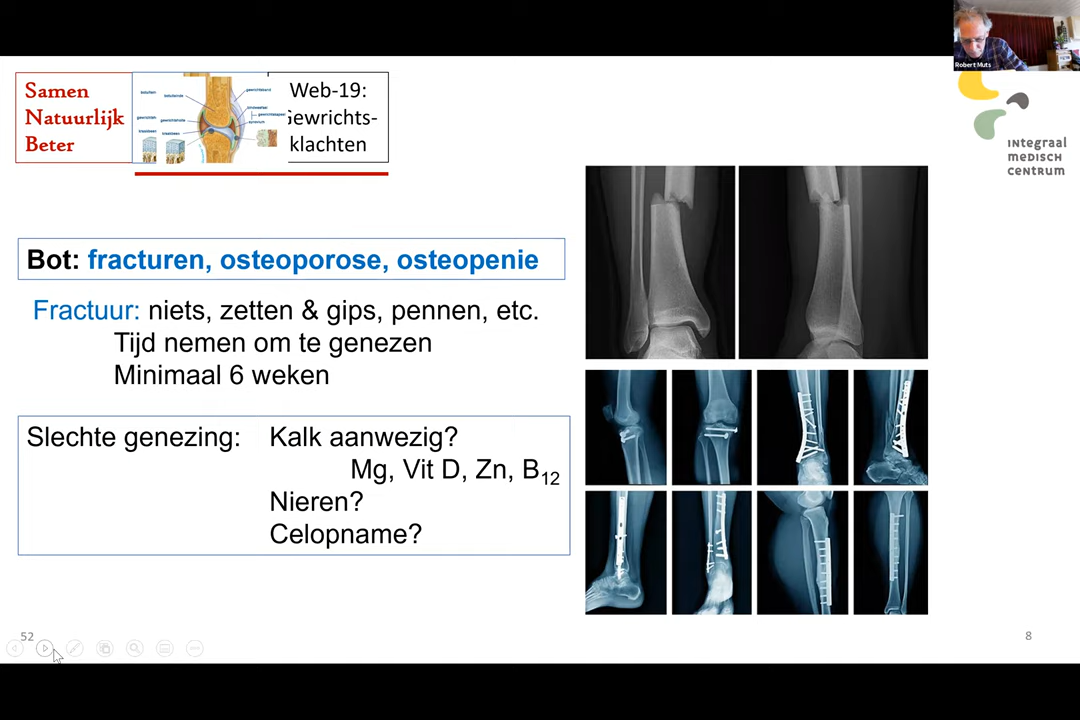 Robert Muts
Samen
Natuurlijk
Beter
Web-19:
Gewrichts-
klachten
ıntegraal
medisch
centrum
Bot: fracturen, osteoporose, osteopenie
Fractuur: niets, zetten & gips, pennen, etc.
Tijd nemen om te genezen
Minimaal 6 weken
Slechte genezing: Kalk aanwezig?
Mg, Vit D, Zn, B12
Nieren?
Celopname?
52
8